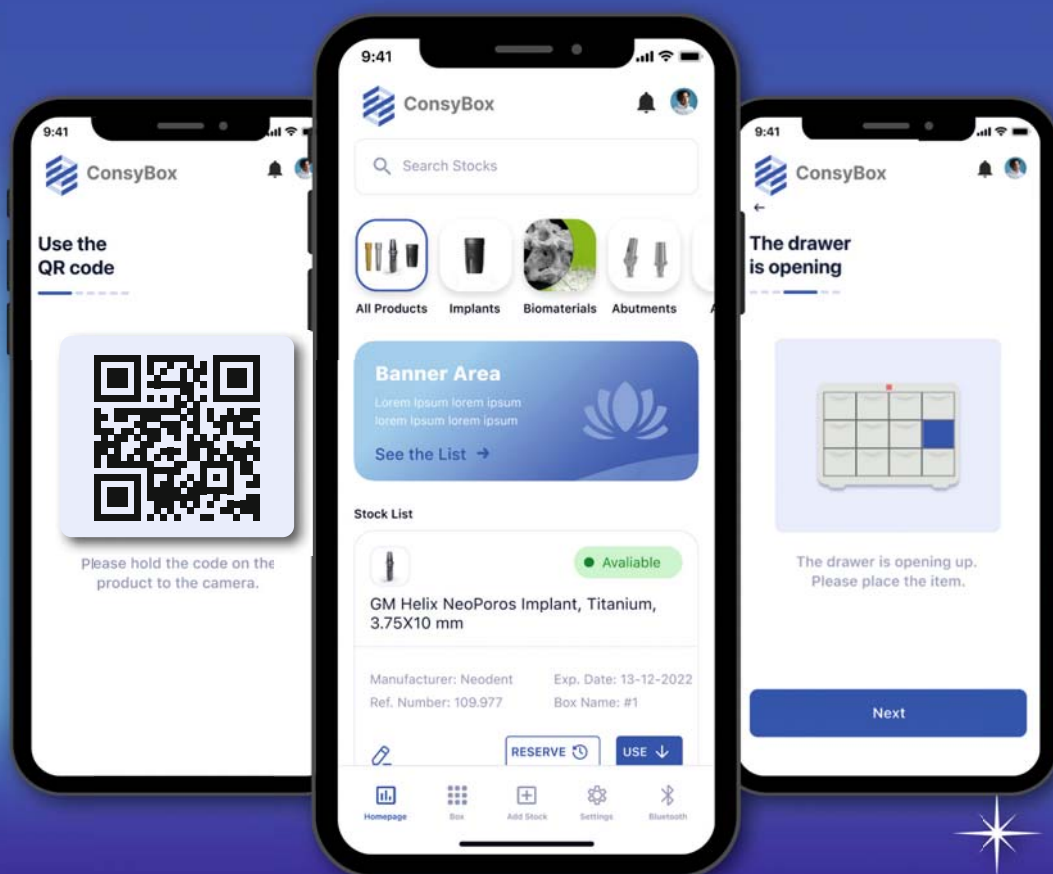 9:41
ConsyBox
Use the
QR code
Please hold the code on the
product to the camera.
9:41
ConsyBox
Search Stocks
All Products Implants Biomaterials Abutments
Banner Area
Lorem Ipsum lorem ipsum
lorem Ipsum lorem ipsum
See the List →
Stock List
Avaliable
GM Helix NeoPoros Implant, Titanium,
3.75X10 mm
Manufacturer: Neodent Exp. Date: 13-12-2022
Ref. Number: 109.977 Box Name: #1
RESERVE USE
Homepage Box Add Stock Settings Bluetooth
9:41
ConsyBox
The drawer
is opening
The drawer is opening up.
Please place the item.
Next